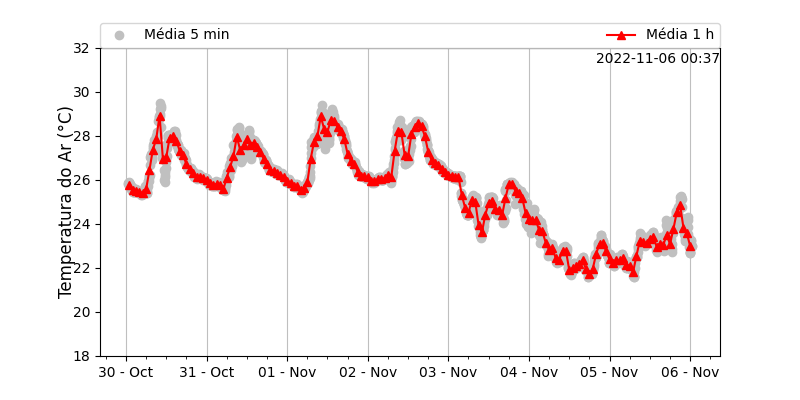 Média 5 min
Média 1 h
2022-11-06 00:37
Temperatura do Ar (°C)
32
30
28
26
24
22
20
18
30 - Oct
31 - Oct
01 - Nov
02 - Nov
03 - Nov
04 - Nov
05 - Nov
06 - Nov